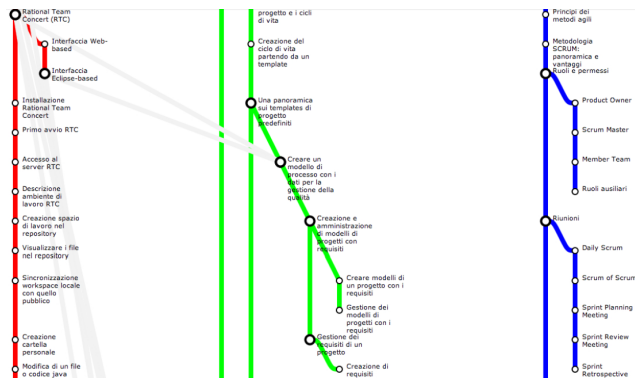 Rational Team
Concert (RTC)
Interfaccia Web-
based
Interfaccia
Eclipse-based
Installazione
Rational Team
Concert
Primo avvio RTC
Accesso al
server RTC
Descrizione
ambiente di
lavoro RTC
Creazione spazio
di lavoro nel
repository
Visualizzare i file
nel repository
Sincronizzazione
workspace locale
con quello
pubblico
Creazione
cartella
personale
Modifica di un file
o codice java
progetto e i cicli
di vita
Creazione del
ciclo di vita
partendo da un
template
Una panoramica
sui templates di
progetto
predefiniti
Creare un
modello di
processo con i
dati per la
gestione della
qualità
Creazione e
amministrazione
di modelli di
progetti con
requisiti
Creare modelli di
un progetto con i
requisiti
Gestione dei
modelli di
progetti con i
requisiti
Gestione dei
requisiti di un
progetto
Creazione di
requisiti
Principi dei
metodi agili
Metodologia
SCRUM:
panoramica e
vantaggi
Ruoli e permessi
Product Owner
Scrum Master
Member Team
Ruoli ausiliari
Riunioni
Daily Scrum
Scrum of Scrum
Sprint Planning
Meeting
Sprint Review
Meeting
Sprint
Retrospective